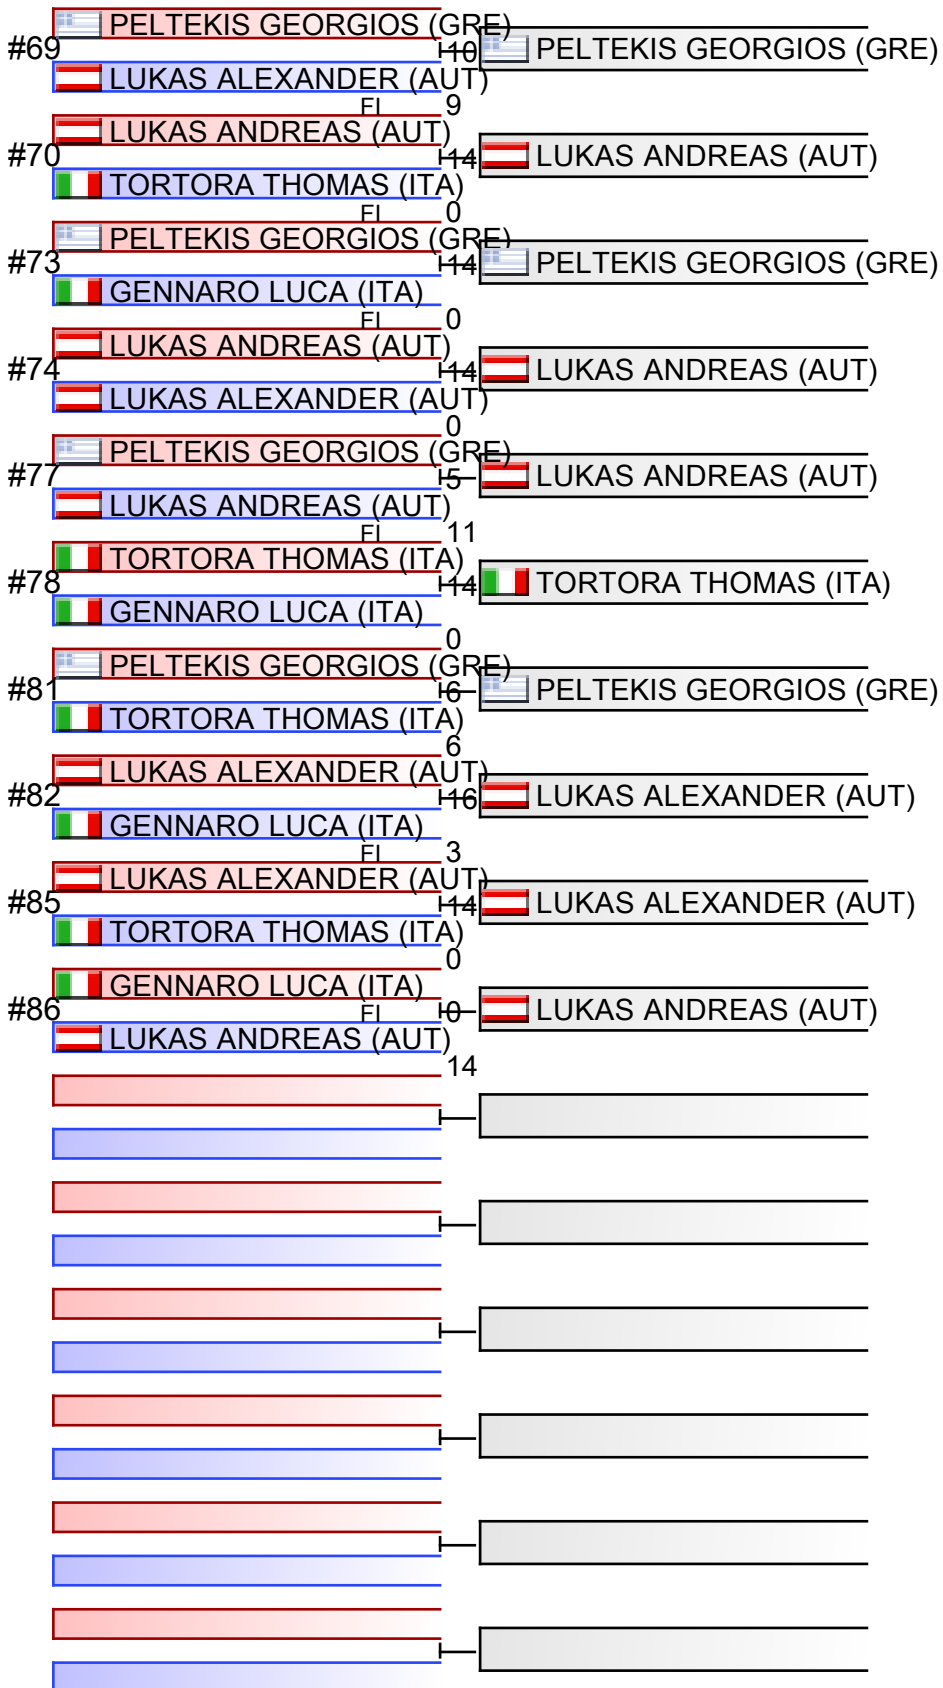 PELTEKIS GEORGIOS (GRE)
#69 10 PELTEKIS GEORGIOS (GRE)
LUKAS ALEXANDER (AUT)
FI 9
LUKAS ANDREAS (AUT)
#70 14 LUKAS ANDREAS (AUT)
TORTORA THOMAS (ITA)
FI 0
PELTEKIS GEORGIOS (GRE)
#73 14 PELTEKIS GEORGIOS (GRE)
GENNARO LUCA (ITA)
FI 0
LUKAS ANDREAS (AUT)
#74 14 LUKAS ANDREAS (AUT)
LUKAS ALEXANDER (AUT)
0
PELTEKIS GEORGIOS (GRE)
#77 5 LUKAS ANDREAS (AUT)
LUKAS ANDREAS (AUT)
FI 11
TORTORA THOMAS (ITA)
#78 14 TORTORA THOMAS (ITA)
GENNARO LUCA (ITA)
0
PELTEKIS GEORGIOS (GRE)
#81 6 PELTEKIS GEORGIOS (GRE)
TORTORA THOMAS (ITA)
6
LUKAS ALEXANDER (AUT)
#82 16 LUKAS ALEXANDER (AUT)
GENNARO LUCA (ITA)
FI 3
LUKAS ALEXANDER (AUT)
#85 14 LUKAS ALEXANDER (AUT)
TORTORA THOMAS (ITA)
0
GENNARO LUCA (ITA)
#86 FI 0 LUKAS ANDREAS (AUT)
LUKAS ANDREAS (AUT)
14